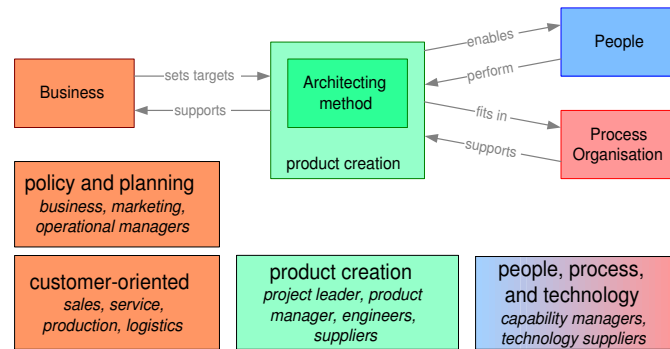 enables
People
Business
sets targets
Architecting
method
perform
supports
fits in
product creation
supports
Process
Organisation
policy and planning
business, marketing,
operational managers
customer-oriented
sales, service,
production, logistics
product creation
project leader, product
manager, engineers,
suppliers
people, process,
and technology
capability managers,
technology suppliers